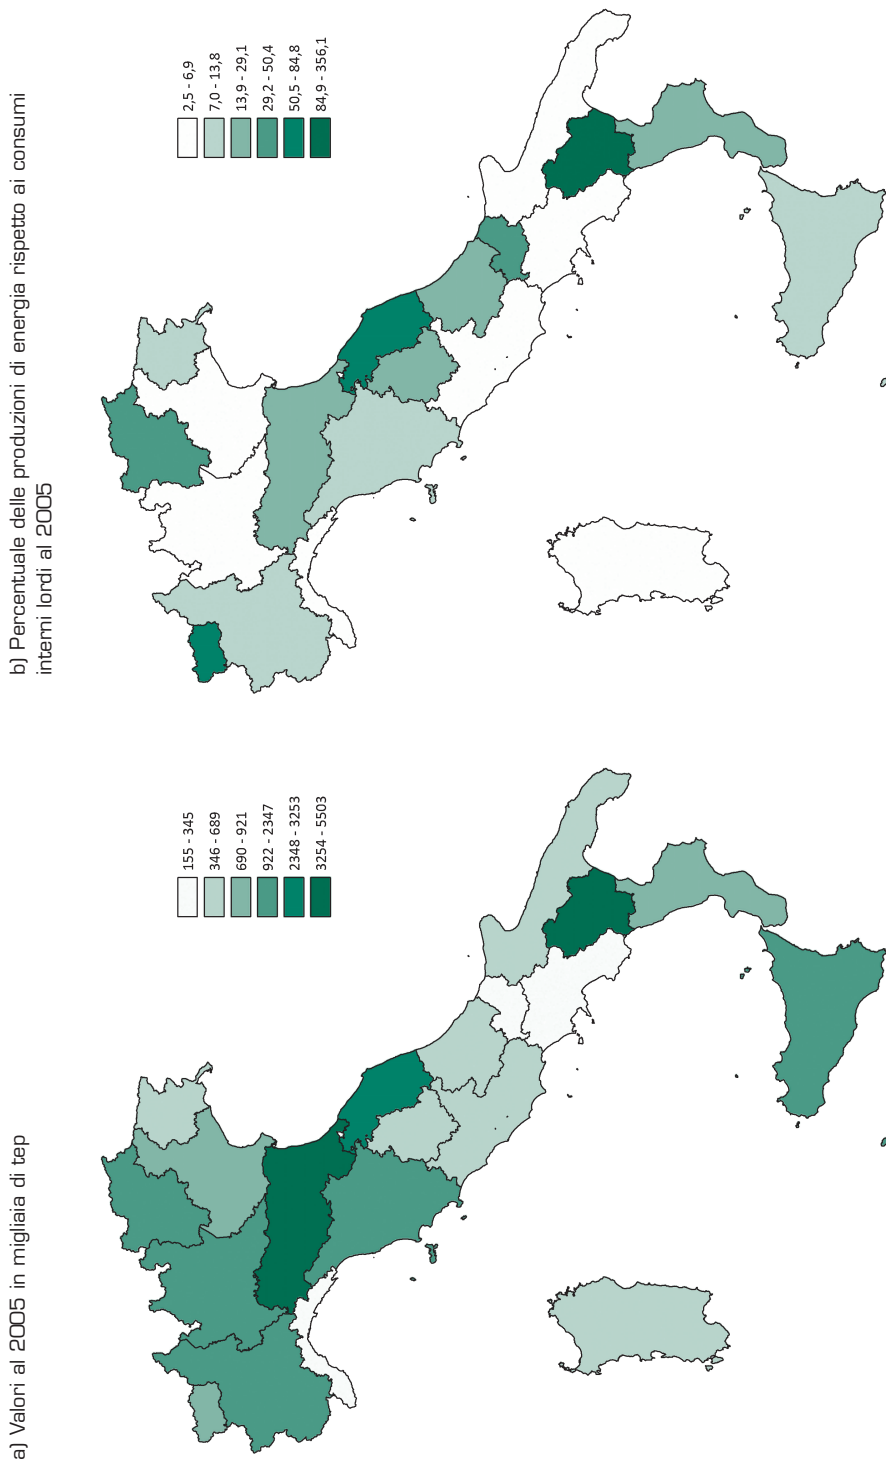 a) Valori al 2005 in migliaia di tep
155 - 345
346 - 689
690 - 921
922 - 2347
2348 - 3253
3254 - 5503
b) Percentuale delle produzioni di energia rispetto ai consumi
interni lordi al 2005
2,5 - 6,9
7,0 - 13,8
13,9 - 29,1
29,2 - 50,4
50,5 - 84,8
84,9 - 356,1